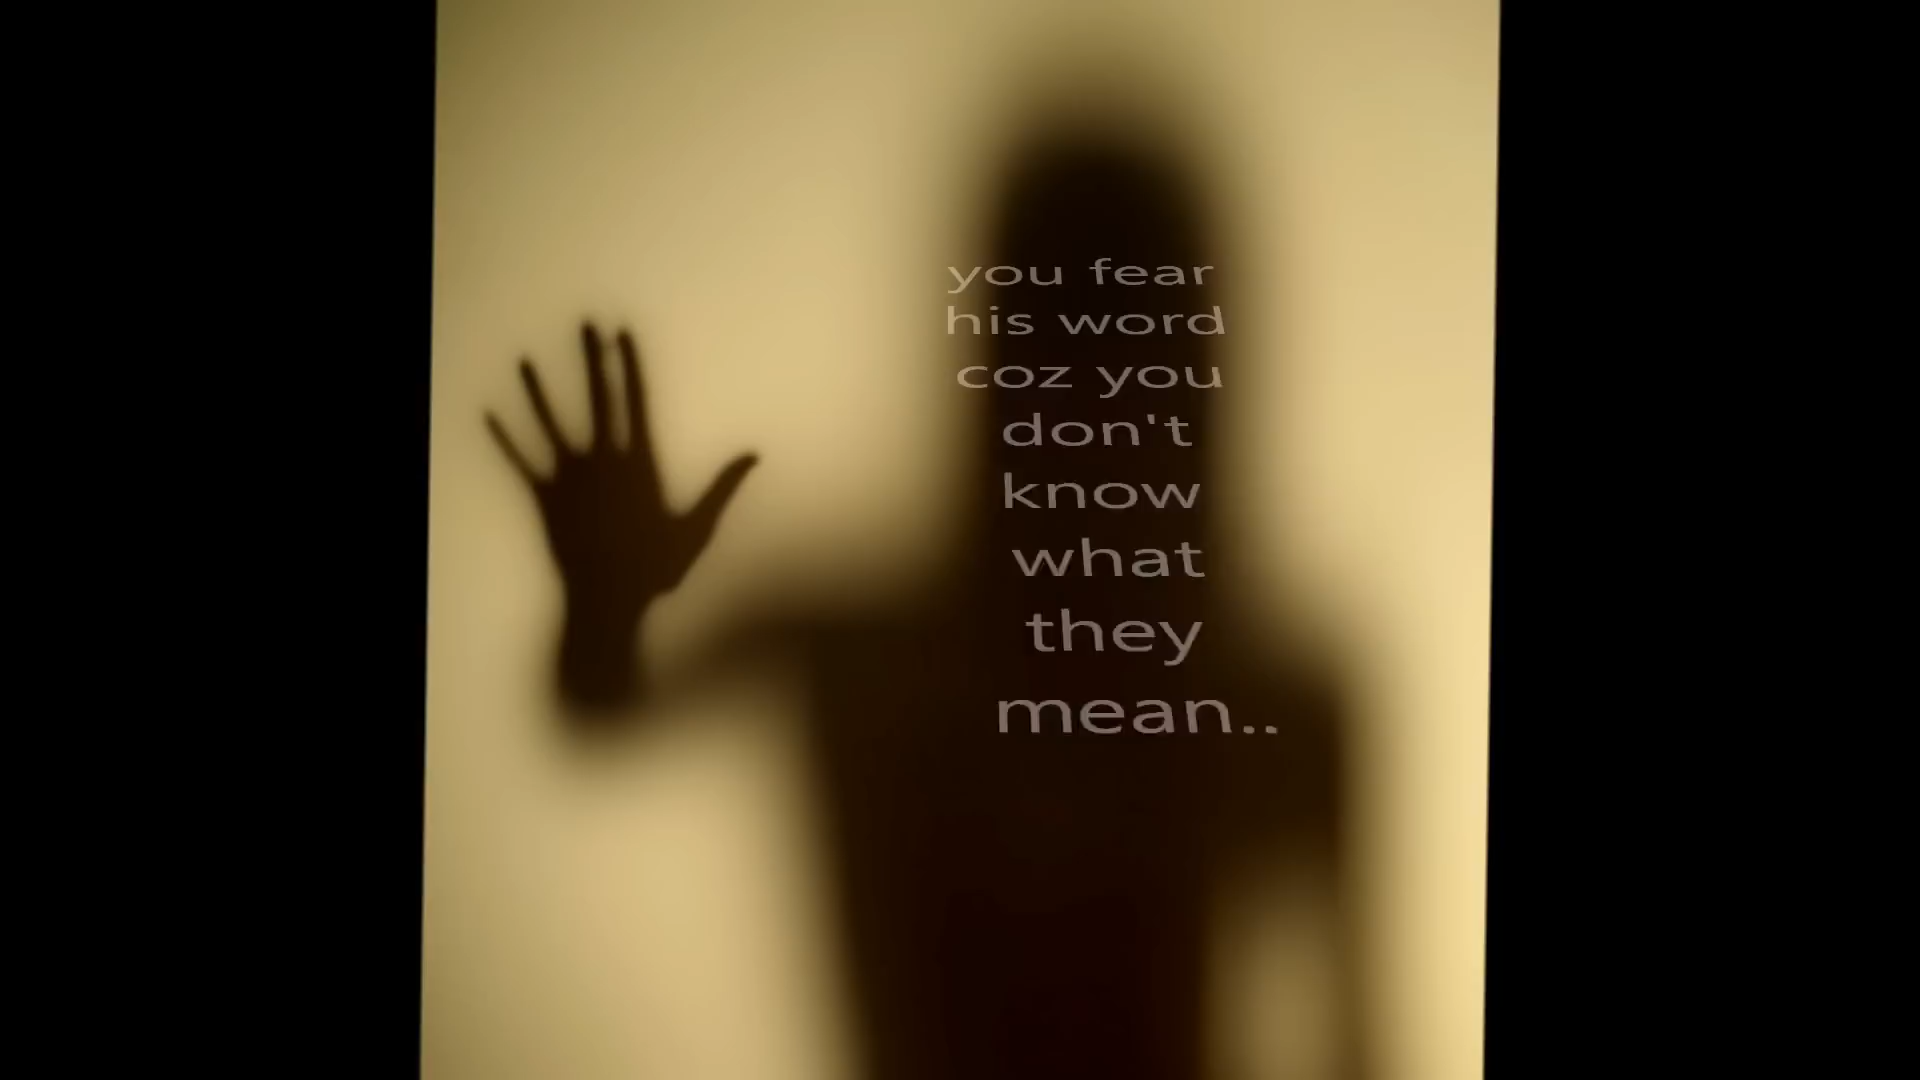 you fear
his word
coz you
don't
know
what
they
mean..